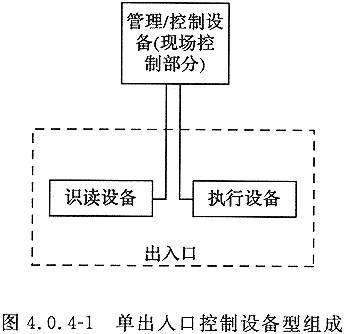 管理/控制设
备(现场控
制部分)
识读设备
执行设备
出入口
图 4.0.4-1 单出入口控制设备型组成